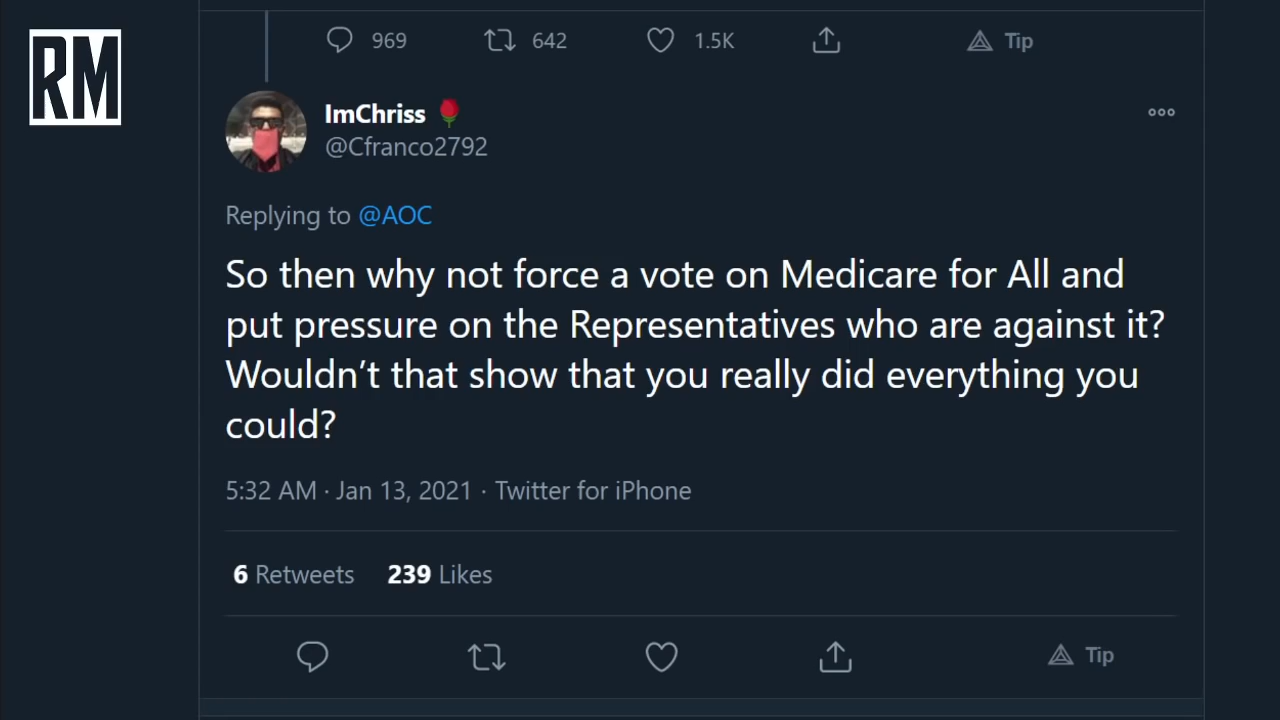 RM
969 642 1.5K Tip
ImChriss
@Cfranco2792
Replying to @AOC
So then why not force a vote on Medicare for All and
put pressure on the Representatives who are against it?
Wouldn’t that show that you really did everything you
could?
5:32 AM · Jan 13, 2021 · Twitter for iPhone
6 Retweets 239 Likes
Tip